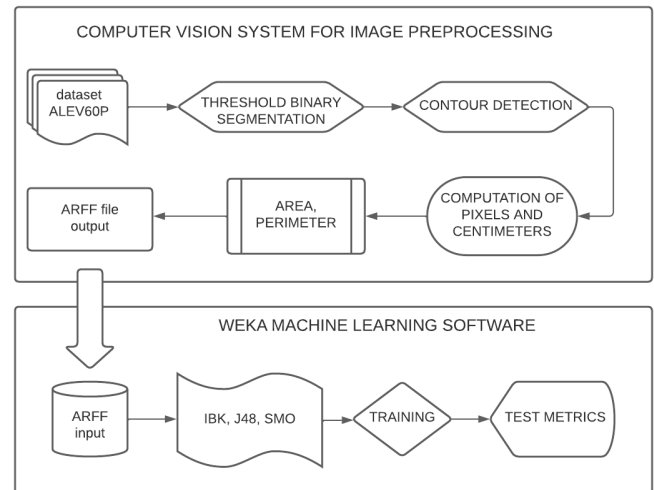 COMPUTER VISION SYSTEM FOR IMAGE PREPROCESSING
dataset
ALEV60P
THRESHOLD BINARY
SEGMENTATION
CONTOUR DETECTION
COMPUTATION OF
PIXELS AND
CENTIMETERS
AREA,
PERIMETER
ARFF file
output
WEKA MACHINE LEARNING SOFTWARE
ARFF
input
IBK, J48, SMO
TRAINING
TEST METRICS